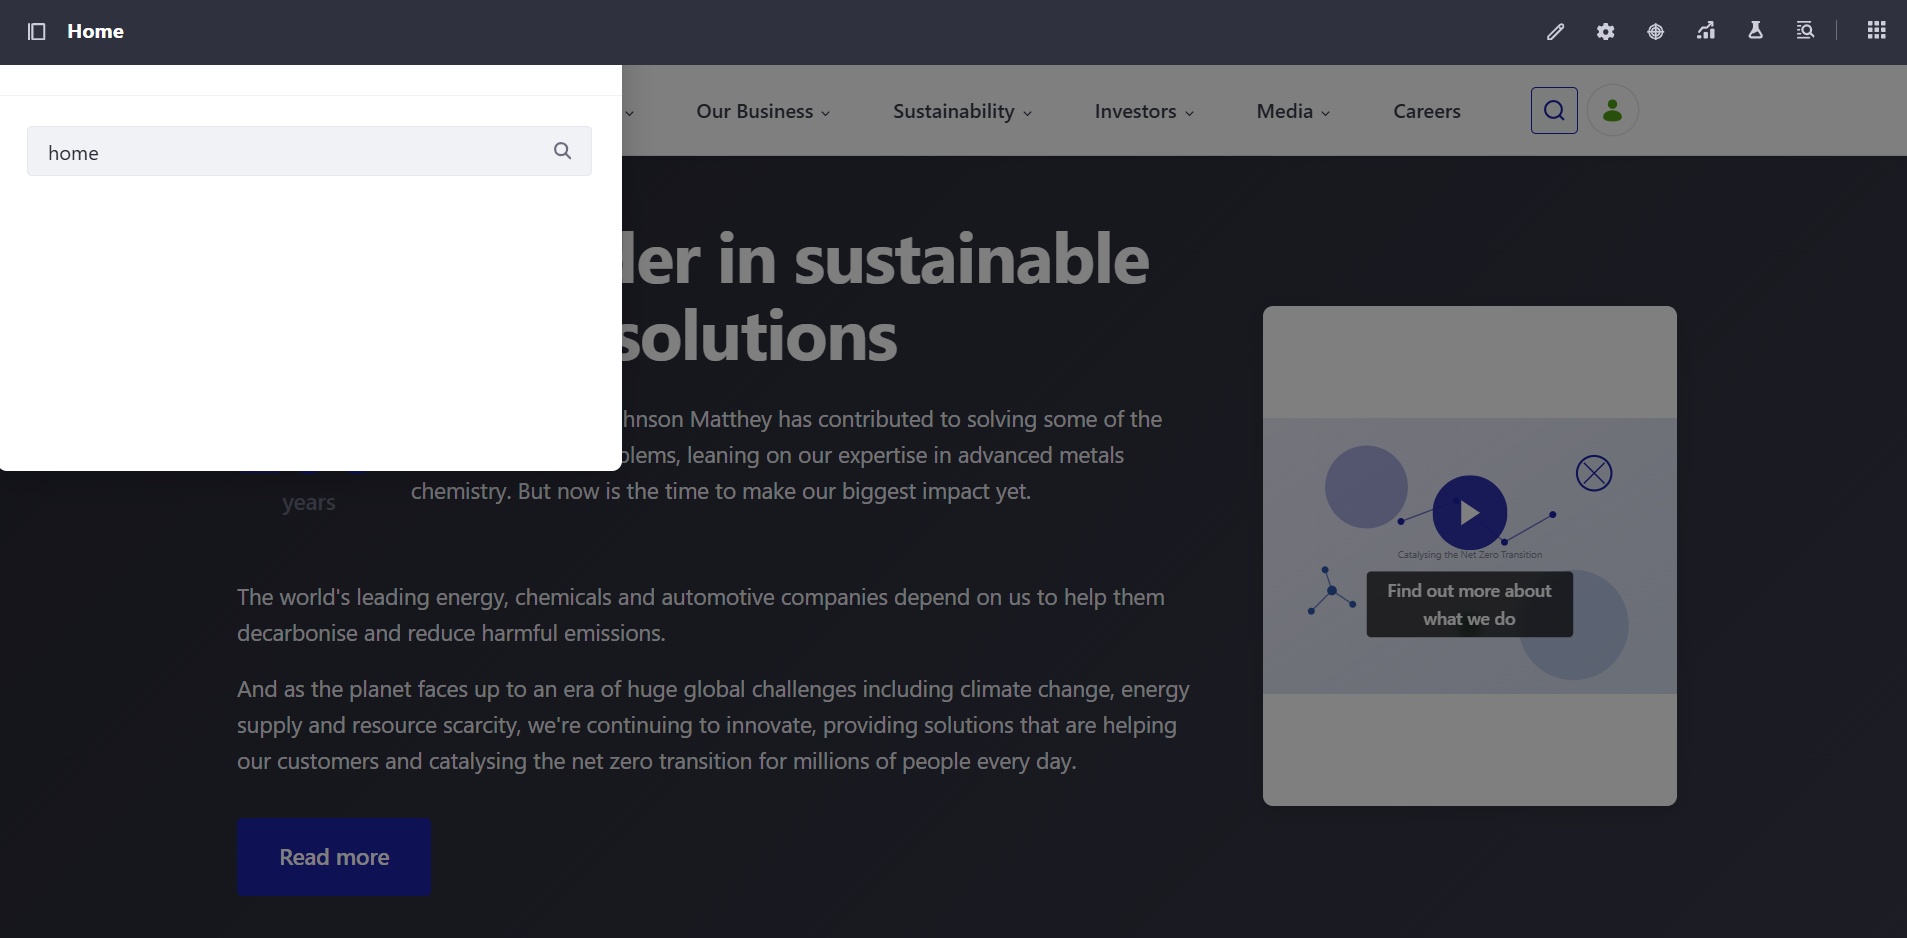 Home
home
Our Business
Sustainability
Investors
Media
Careers
der in sustainable
solutions
hnson Matthey has contributed to solving some of the
blems, leaning on our expertise in advanced metals
chemistry. But now is the time to make our biggest impact yet.
years
The world's leading energy, chemicals and automotive companies depend on us to help them
decarbonise and reduce harmful emissions.
And as the planet faces up to an era of huge global challenges including climate change, energy
supply and resource scarcity, we're continuing to innovate, providing solutions that are helping
our customers and catalysing the net zero transition for millions of people every day.
Read more
Catalysing the Net Zero Transition
Find out more about
what we do